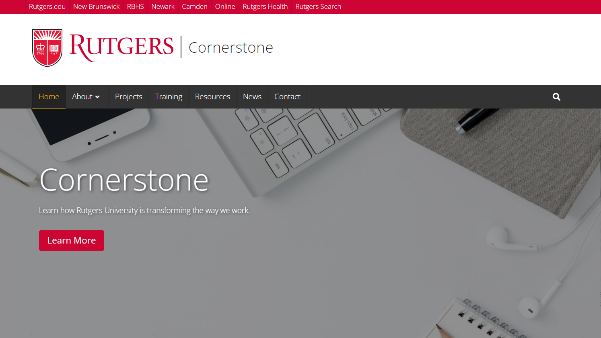 Rutgers.edu New Brunswick RBHS Newark Camden Online Rutgers Health Rutgers Search
RUTGERS Cornerstone
Home About Projects Training Resources News Contact
Cornerstone
Learn how Rutgers University is transforming the way we work.
Learn More